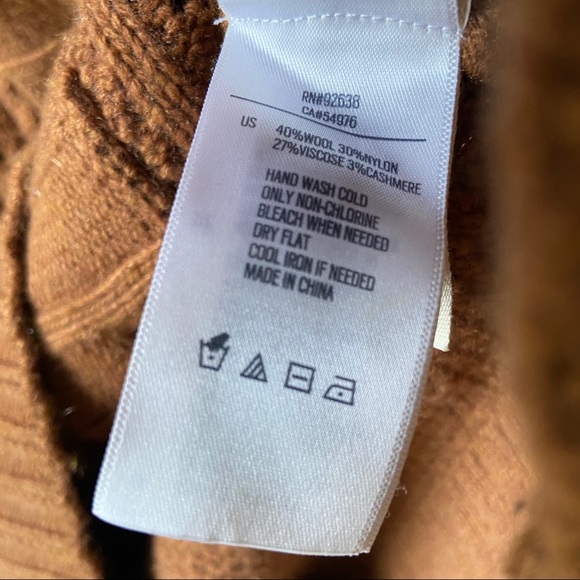 RN#92638
CA#54976
US 40%WOOL 30%NYLON
27%VISCOSE 3%CASHMERE
HAND WASH COLD
ONLY NON-CHLORINE
BLEACH WHEN NEEDED
DRY FLAT
COOL IRON IF NEEDED
MADE IN CHINA